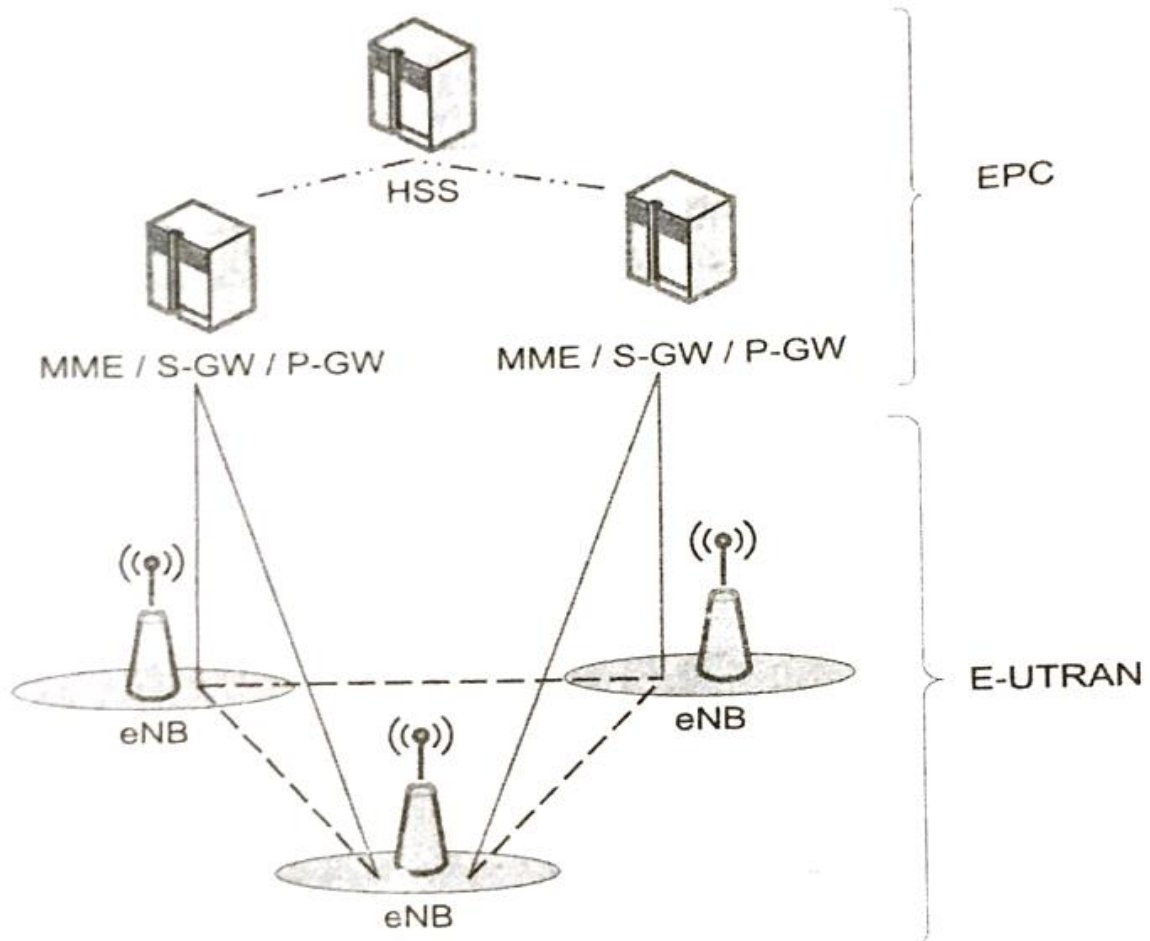 HSS
EPC
MME / S-GW / P-GW
MME / S-GW / P-GW
E-UTRAN
eNB
eNB
eNB